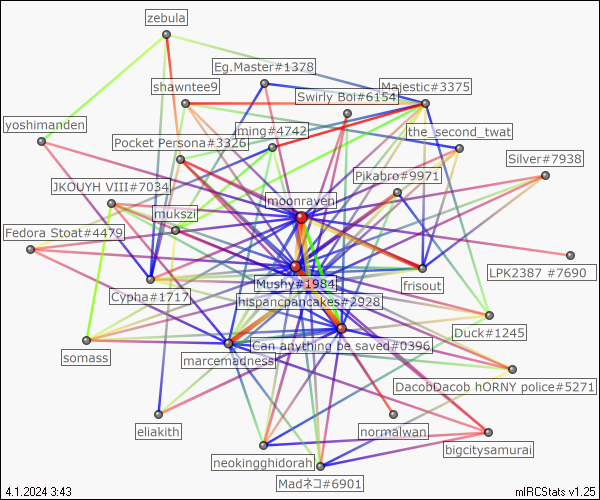 zebula
Eg.Master#1378
shawntee9
Majestic#3375
Swirly Boi#6154
yoshimanden
ming#4742
the_second_twat
Pocket Persona#3326
Silver#7938
Pikabro#9971
JKOUYH VIII#7034
moonraven
mukszi
Fedora Stoat#4479
LPK2387 #7690
Mushy#1984
frisout
Cypha#1717
hispancpancakes#2928
Duck#1245
Can anything be saved#0396
somass
marcemadness
DacobDacob hORNY police#5271
eliakith
normalwan
bigcitysamurai
neokingghidorah
Madネコ#6901
4.1.2024 3:43
mIRCStats v1.25